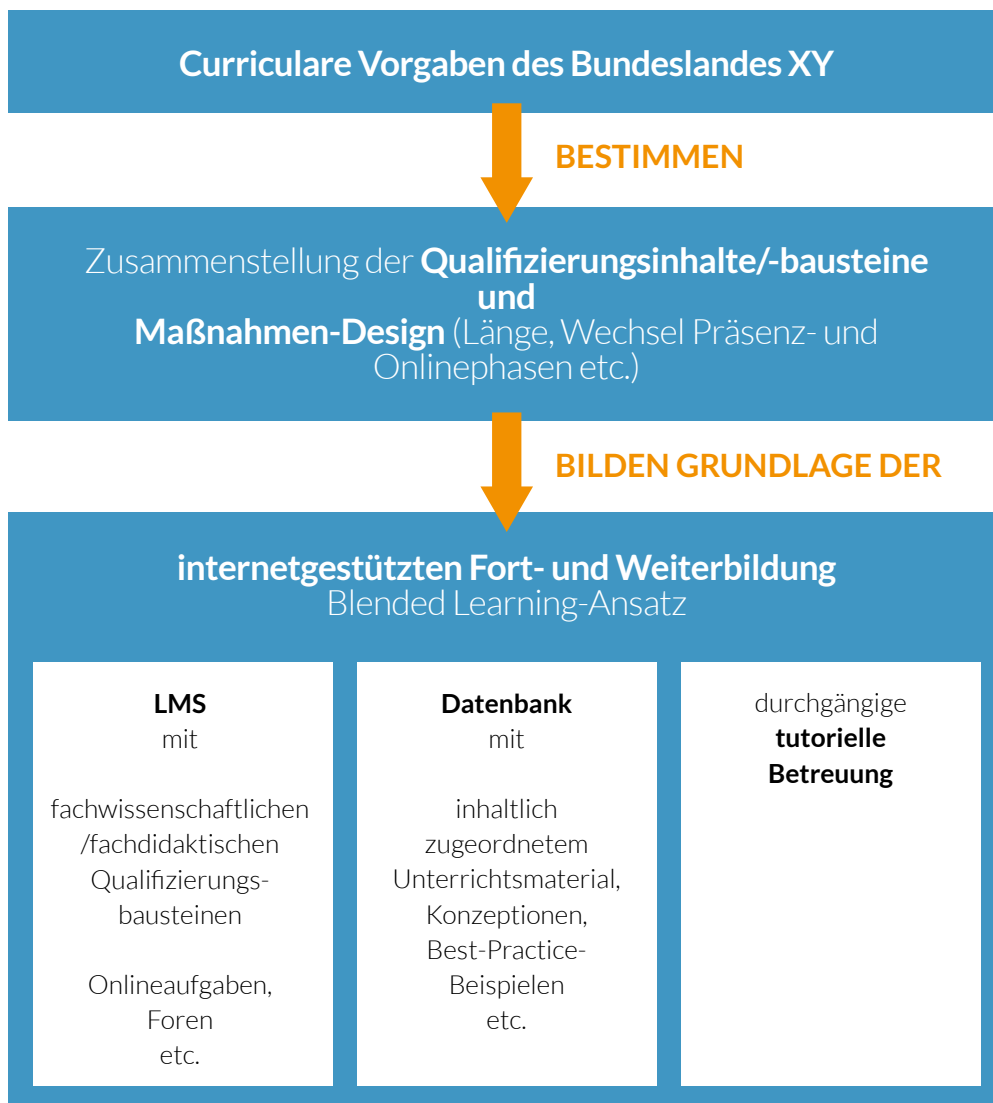 Curriculare Vorgaben des Bundeslandes XY
BESTIMMEN
Zusammenstellung der Qualifizierungsinhalte/-bausteine
und
Maßnahmen-Design (Länge, Wechsel Präsenz- und
Onlinephasen etc.)
BILDEN GRUNDLAGE DER
internetgestützten Fort- und Weiterbildung
Blended Learning-Ansatz
LMS
mit
fachwissenschaftlichen
/fachdidaktischen
Qualifizierungs-
bausteinen
Onlineaufgaben,
Foren
etc.
Datenbank
mit
inhaltlich
zugeordnetem
Unterrichtsmaterial,
Konzeptionen,
Best-Practice-
Beispielen
etc.
durchgängige
tutorielle
Betreuung